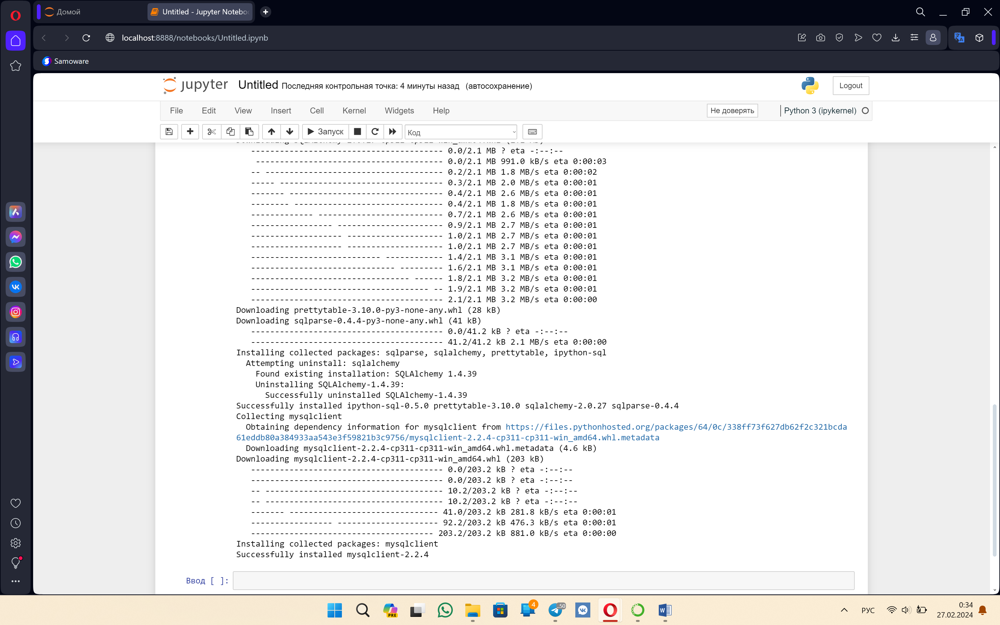 Домой
Untitled - Jupyter Notebo
localhost:8888/notebooks/Untitled.ipynb
Samoware
jupyter Untitled Последняя контрольная точка: 4 минуты назад (автосохранение)
Logout
File Edit View Insert Cell Kernel Widgets Help
Не доверять
Python 3 (ipykernel)
Запуск
Код
---------------------------------------- 0.0/2.1 MB ? eta -:--:--
--------------------------------------- 0.0/2.1 MB 991.0 kB/s eta 0:00:03
-- ------------------------------------- 0.2/2.1 MB 1.8 MB/s eta 0:00:02
----- ---------------------------------- 0.3/2.1 MB 2.0 MB/s eta 0:00:01
------- -------------------------------- 0.4/2.1 MB 2.6 MB/s eta 0:00:01
-------- ------------------------------- 0.4/2.1 MB 1.8 MB/s eta 0:00:01
------------- -------------------------- 0.7/2.1 MB 2.6 MB/s eta 0:00:01
----------------- ---------------------- 0.9/2.1 MB 2.7 MB/s eta 0:00:01
------------------- -------------------- 1.0/2.1 MB 2.7 MB/s eta 0:00:01
------------------- -------------------- 1.0/2.1 MB 2.7 MB/s eta 0:00:01
--------------------------- ------------ 1.4/2.1 MB 3.1 MB/s eta 0:00:01
------------------------------ --------- 1.6/2.1 MB 3.1 MB/s eta 0:00:01
--------------------------------- ------ 1.8/2.1 MB 3.2 MB/s eta 0:00:01
------------------------------------- -- 1.9/2.1 MB 3.2 MB/s eta 0:00:01
---------------------------------------- 2.1/2.1 MB 3.2 MB/s eta 0:00:00
Downloading prettytable-3.10.0-py3-none-any.whl (28 kB)
Downloading sqlparse-0.4.4-py3-none-any.whl (41 kB)
---------------------------------------- 0.0/41.2 kB ? eta -:--:--
---------------------------------------- 41.2/41.2 kB 2.1 MB/s eta 0:00:00
Installing collected packages: sqlparse, sqlalchemy, prettytable, ipython-sql
Attempting uninstall: sqlalchemy
Found existing installation: SQLAlchemy 1.4.39
Uninstalling SQLAlchemy-1.4.39:
Successfully uninstalled SQLAlchemy-1.4.39
Successfully installed ipython-sql-0.5.0 prettytable-3.10.0 sqlalchemy-2.0.27 sqlparse-0.4.4
Collecting mysqlclient
Obtaining dependency information for mysqlclient from https://files.pythonhosted.org/packages/64/0c/338ff73f627db62f2c321bcda
61eddb80a384933aa543e3f59821b3c9756/mysqlclient-2.2.4-cp311-cp311-win_amd64.whl.metadata
Downloading mysqlclient-2.2.4-cp311-cp311-win_amd64.whl.metadata (4.6 kB)
Downloading mysqlclient-2.2.4-cp311-cp311-win_amd64.whl (203 kB)
---------------------------------------- 0.0/203.2 kB ? eta -:--:--
---------------------------------------- 0.0/203.2 kB ? eta -:--:--
-- ------------------------------------- 10.2/203.2 kB ? eta -:--:--
-- ------------------------------------- 10.2/203.2 kB ? eta -:--:--
------- ------------------------------- 41.0/203.2 kB 281.8 kB/s eta 0:00:01
----------------- --------------------- 92.2/203.2 kB 476.3 kB/s eta 0:00:01
-------------------------------------- 203.2/203.2 kB 881.0 kB/s eta 0:00:00
Installing collected packages: mysqlclient
Successfully installed mysqlclient-2.2.4
Ввод [ ]:
PRE
4
..50
РУС
0:34
27.02.2024